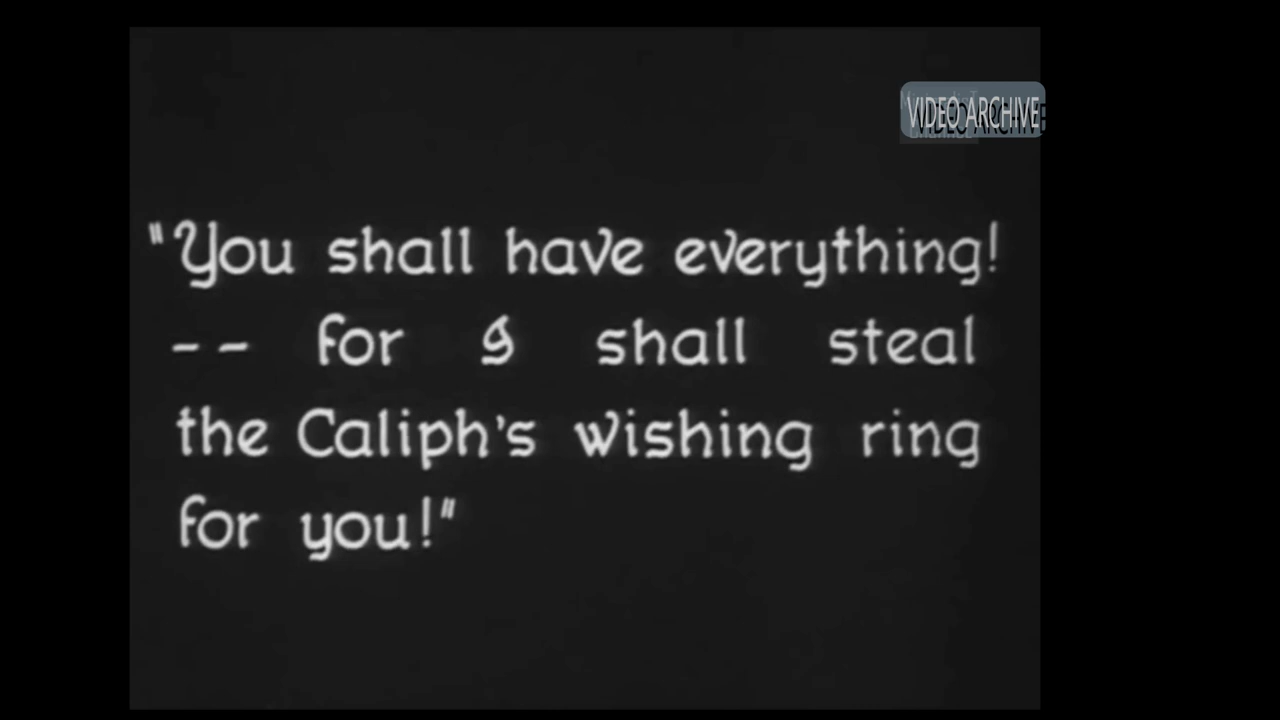 VIDEO ARCHIVE
"You shall have everything!
-- for I shall steal
the Caliph's wishing ring
for you!"